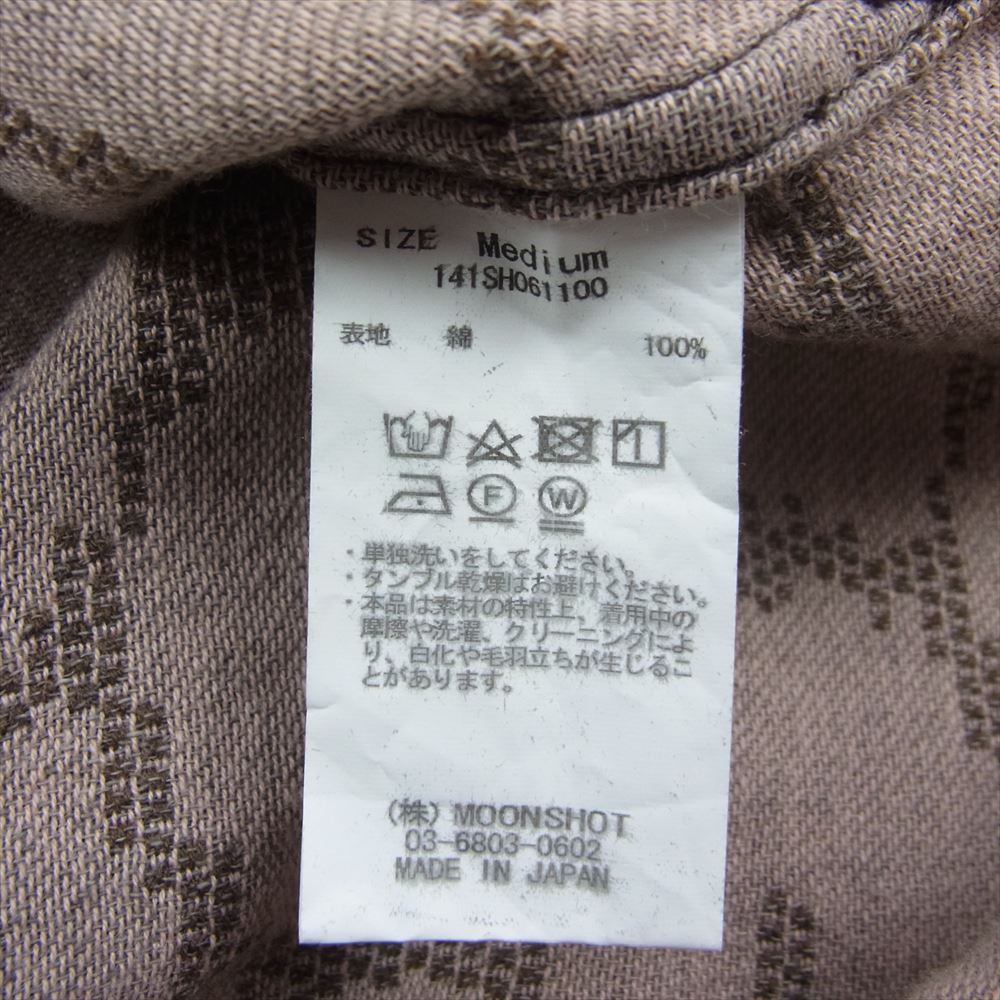 SIZE Medium
141SH061100
表地 綿 100%
F W
・単独洗いをしてください。
・タンブル乾燥はお避けください。
・本品は素材の特性上、着用中の
摩擦や洗濯、クリーニングによ
り、白化や毛羽立ちが生じるこ
とがあります。
(株) MOONSHOT
03-6803-0602
MADE IN JAPAN